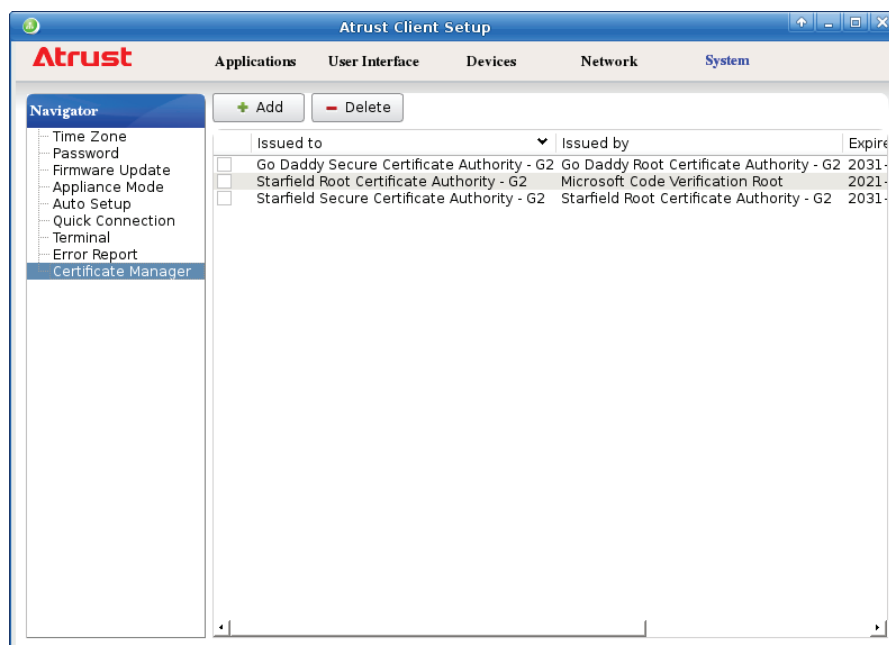 Atrust Client Setup
Atrust
Applications User Interface Devices Network System
Navigator
Time Zone
Password
Firmware Update
Appliance Mode
Auto Setup
Quick Connection
Terminal
Error Report
Certificate Manager
Add Delete
Issued to Issued by Expire
Go Daddy Secure Certificate Authority - G2 Go Daddy Root Certificate Authority - G2 2031-
Starfield Root Certificate Authority - G2 Microsoft Code Verification Root 2021-
Starfield Secure Certificate Authority - G2 Starfield Root Certificate Authority - G2 2031-